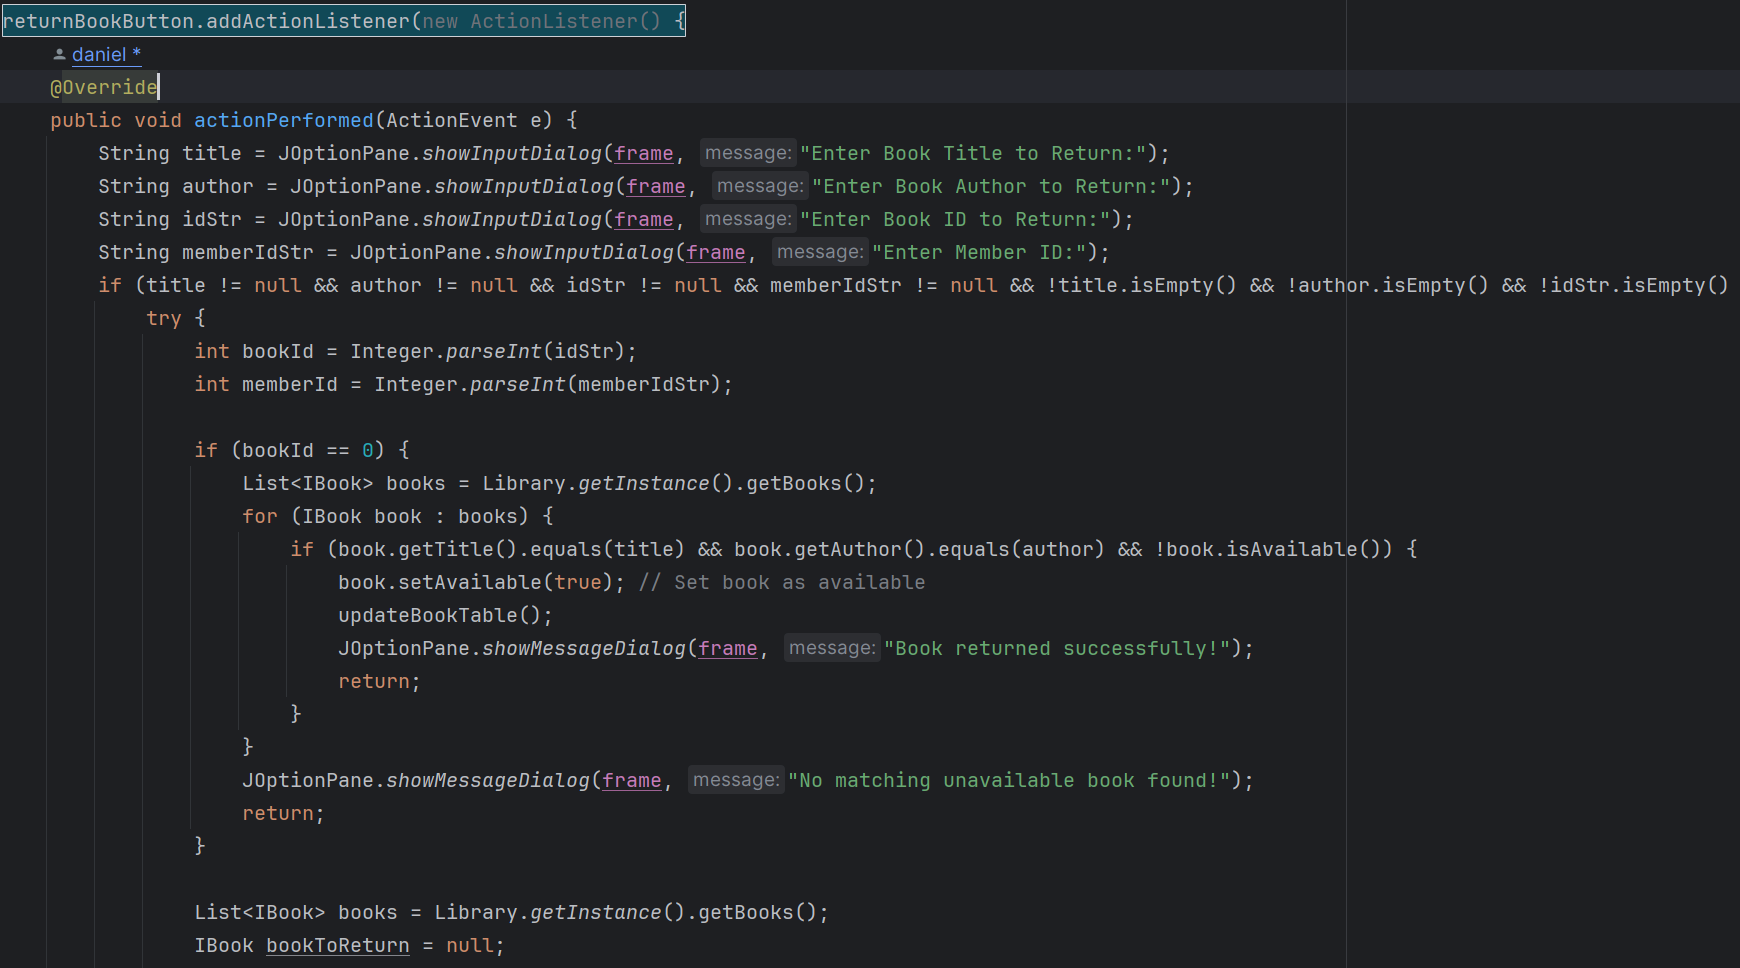 returnBookButton.addActionListener(new ActionListener() {
daniel *
@Override
public void actionPerformed(ActionEvent e) {
String title = JOptionPane.showInputDialog(frame, message: "Enter Book Title to Return:");
String author = JOptionPane.showInputDialog(frame, message: "Enter Book Author to Return:");
String idStr = JOptionPane.showInputDialog(frame, message: "Enter Book ID to Return:");
String memberIdStr = JOptionPane.showInputDialog(frame, message: "Enter Member ID:");
if (title != null && author != null && idStr != null && memberIdStr != null && !title.isEmpty() && !author.isEmpty() && !idStr.isEmpty()
try {
int bookId = Integer.parseInt(idStr);
int memberId = Integer.parseInt(memberIdStr);
if (bookId == 0) {
List<IBook> books = Library.getInstance().getBooks();
for (IBook book : books) {
if (book.getTitle().equals(title) && book.getAuthor().equals(author) && !book.isAvailable()) {
book.setAvailable(true); // Set book as available
updateBookTable();
JOptionPane.showMessageDialog(frame, message: "Book returned successfully!");
return;
}
}
JOptionPane.showMessageDialog(frame, message: "No matching unavailable book found!");
return;
}
List<IBook> books = Library.getInstance().getBooks();
IBook bookToReturn = null;